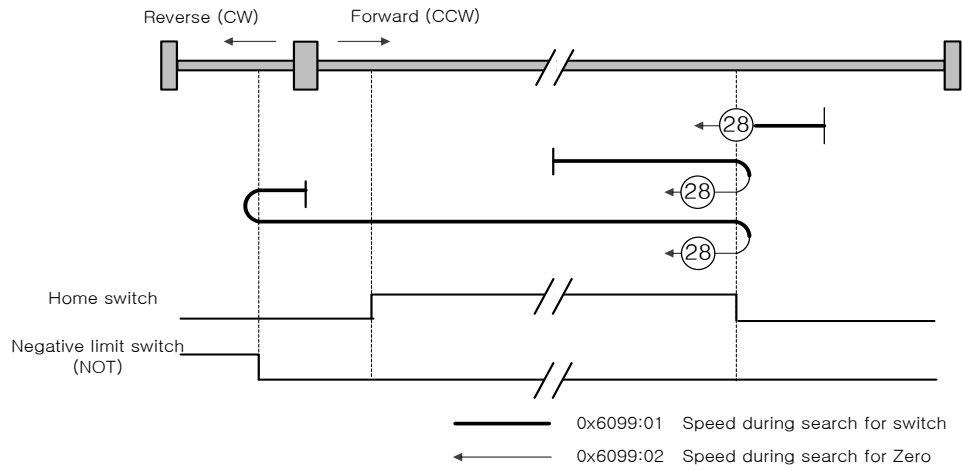 Reverse (CW)
Forward (CCW)
28
28
28
Home switch
Negative limit switch
(NOT)
0x6099:01 Speed during search for switch
0x6099:02 Speed during search for Zero